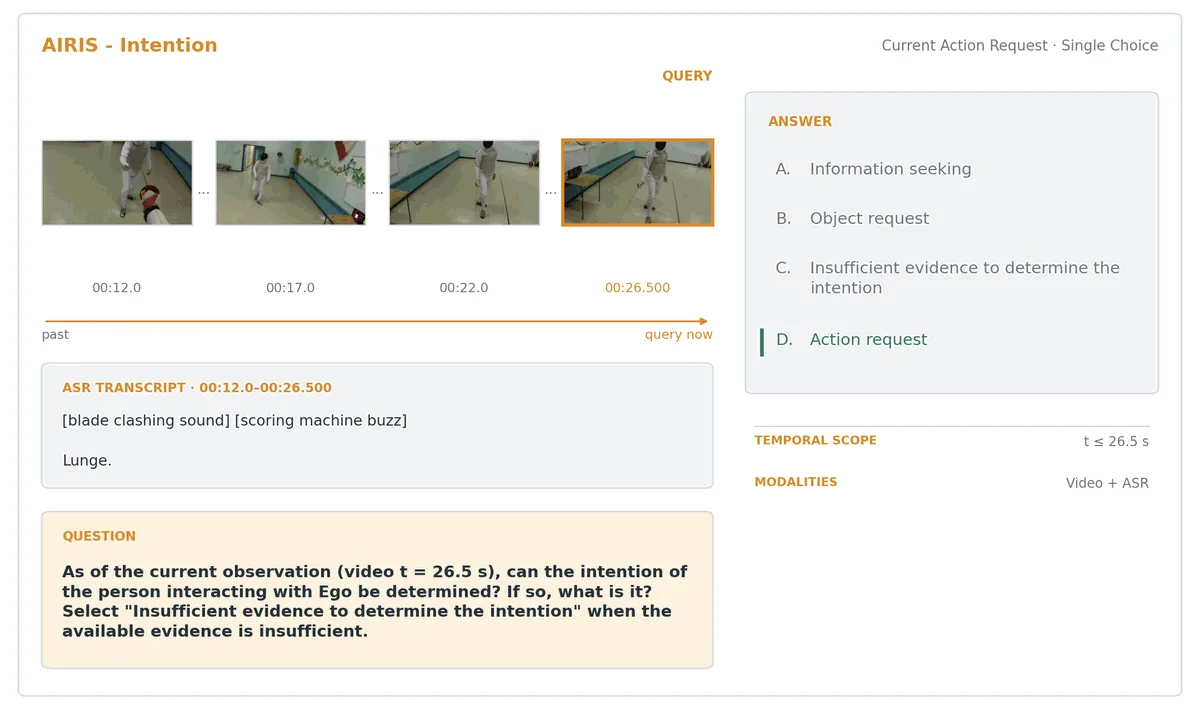 AIRIS - Intention
Current Action Request · Single Choice
QUERY
... ... ...
00:12.0 00:17.0 00:22.0 00:26.500
past query now
ASR TRANSCRIPT · 00:12.0–00:26.500
[blade clashing sound] [scoring machine buzz]
Lunge.
QUESTION
As of the current observation (video t = 26.5 s), can the intention of
the person interacting with Ego be determined? If so, what is it?
Select "Insufficient evidence to determine the intention" when the
available evidence is insufficient.
ANSWER
A. Information seeking
B. Object request
C. Insufficient evidence to determine the
intention
D. Action request
TEMPORAL SCOPE t ≤ 26.5 s
MODALITIES Video + ASR